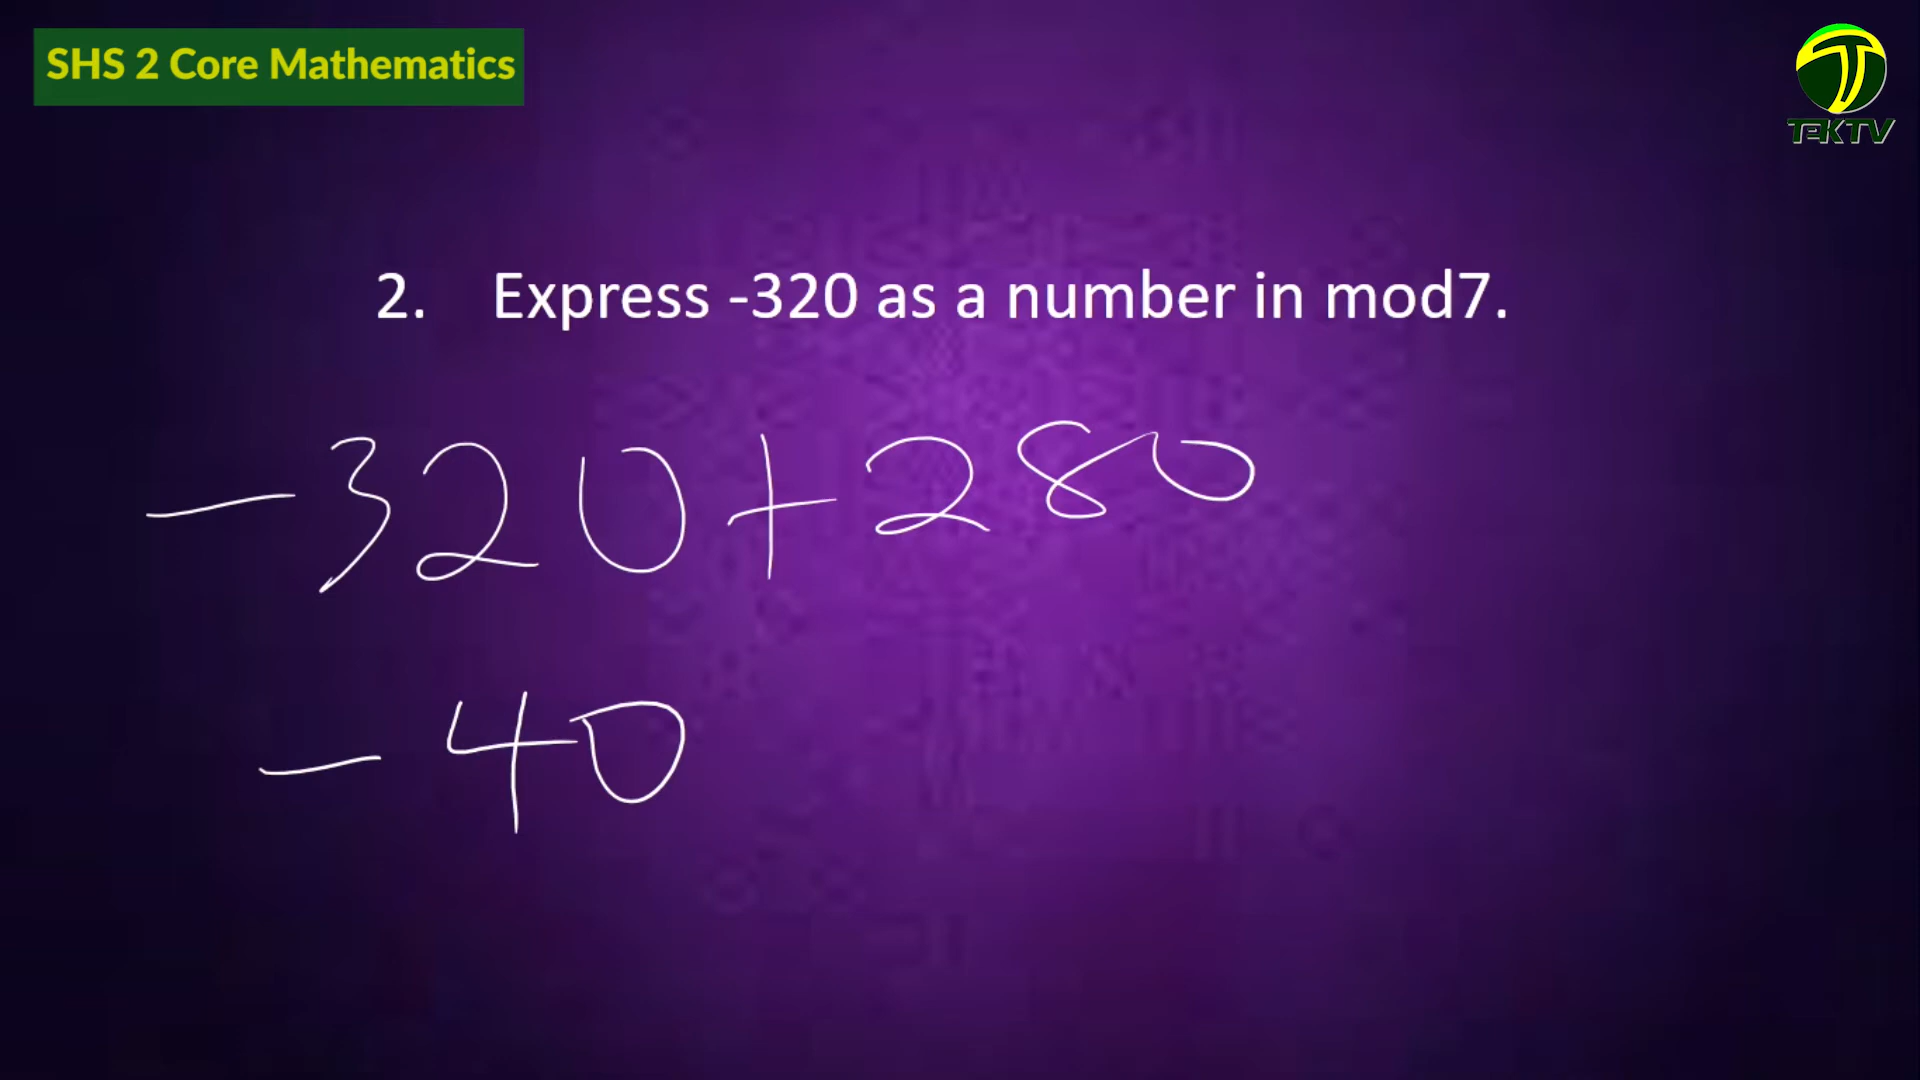 SHS 2 Core Mathematics
TEKTV
2. Express -320 as a number in mod7.
-320+280
-40